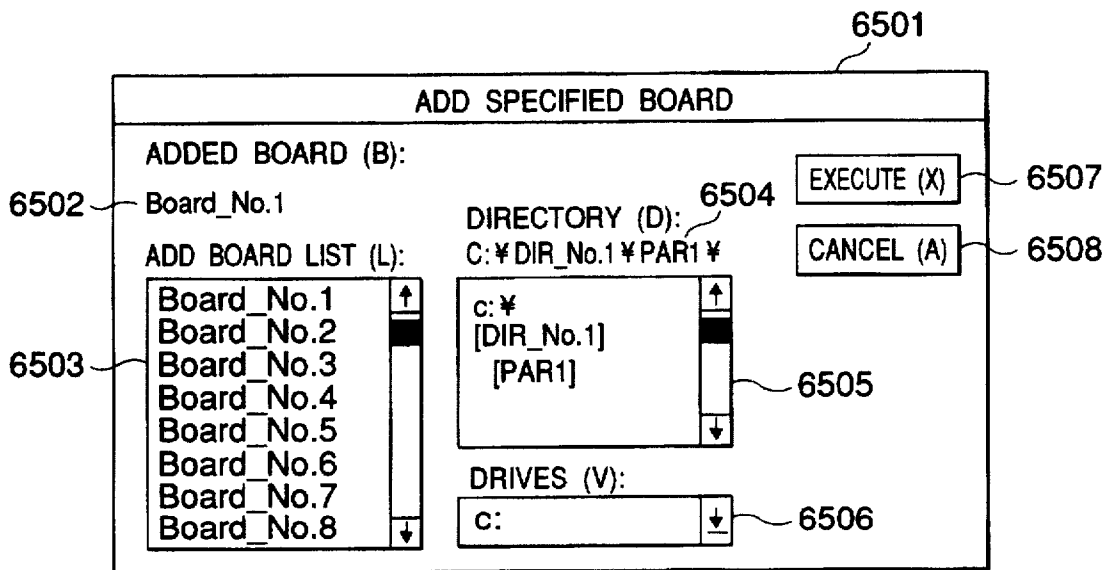 6501
ADD SPECIFIED BOARD
ADDED BOARD (B):
EXECUTE (X)
6507
6502
Board_No.1
6504
DIRECTORY (D):
CANCEL (A)
6508
ADD BOARD LIST (L):
C:¥DIR_No.1¥PAR1¥
6503
Board_No.1
Board_No.2
Board_No.3
Board_No.4
Board_No.5
Board_No.6
Board_No.7
Board_No.8
c:¥
[DIR_No.1]
[PAR1]
6505
DRIVES (V):
c:
6506